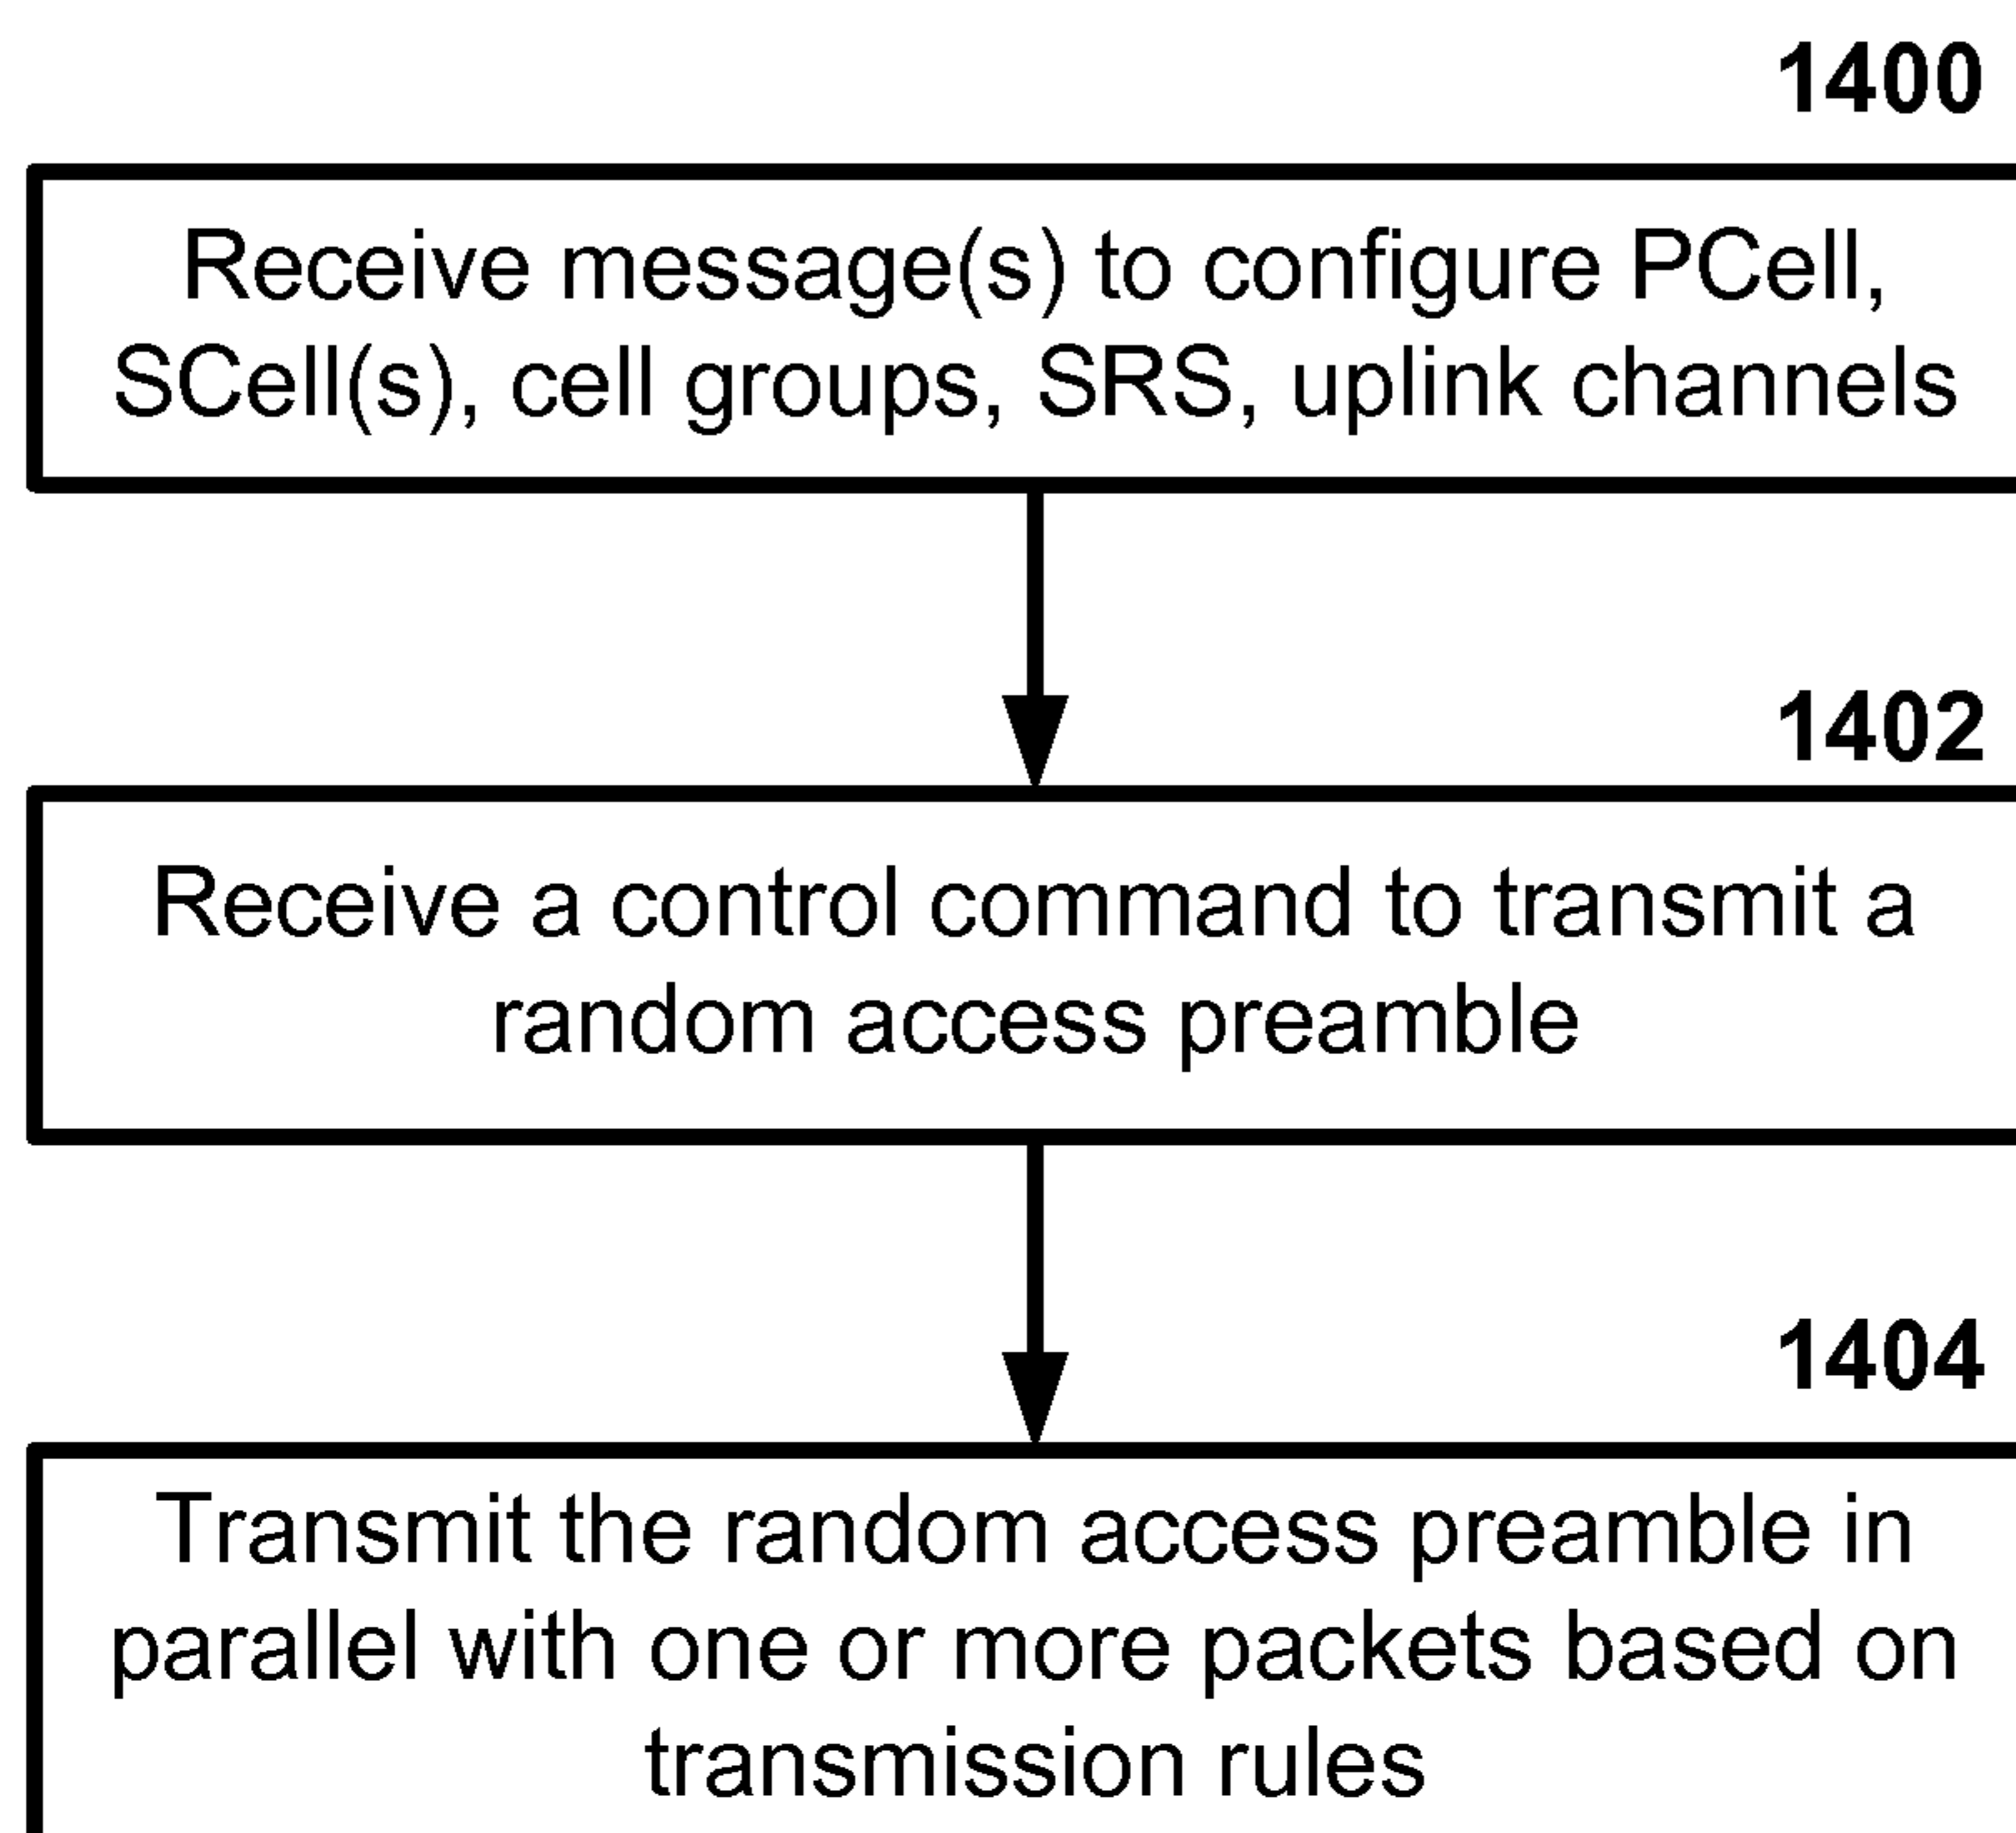 1400
Receive message(s) to configure PCell,
SCell(s), cell groups, SRS, uplink channels
1402
Receive a control command to transmit a
random access preamble
1404
Transmit the random access preamble in
parallel with one or more packets based on
transmission rules